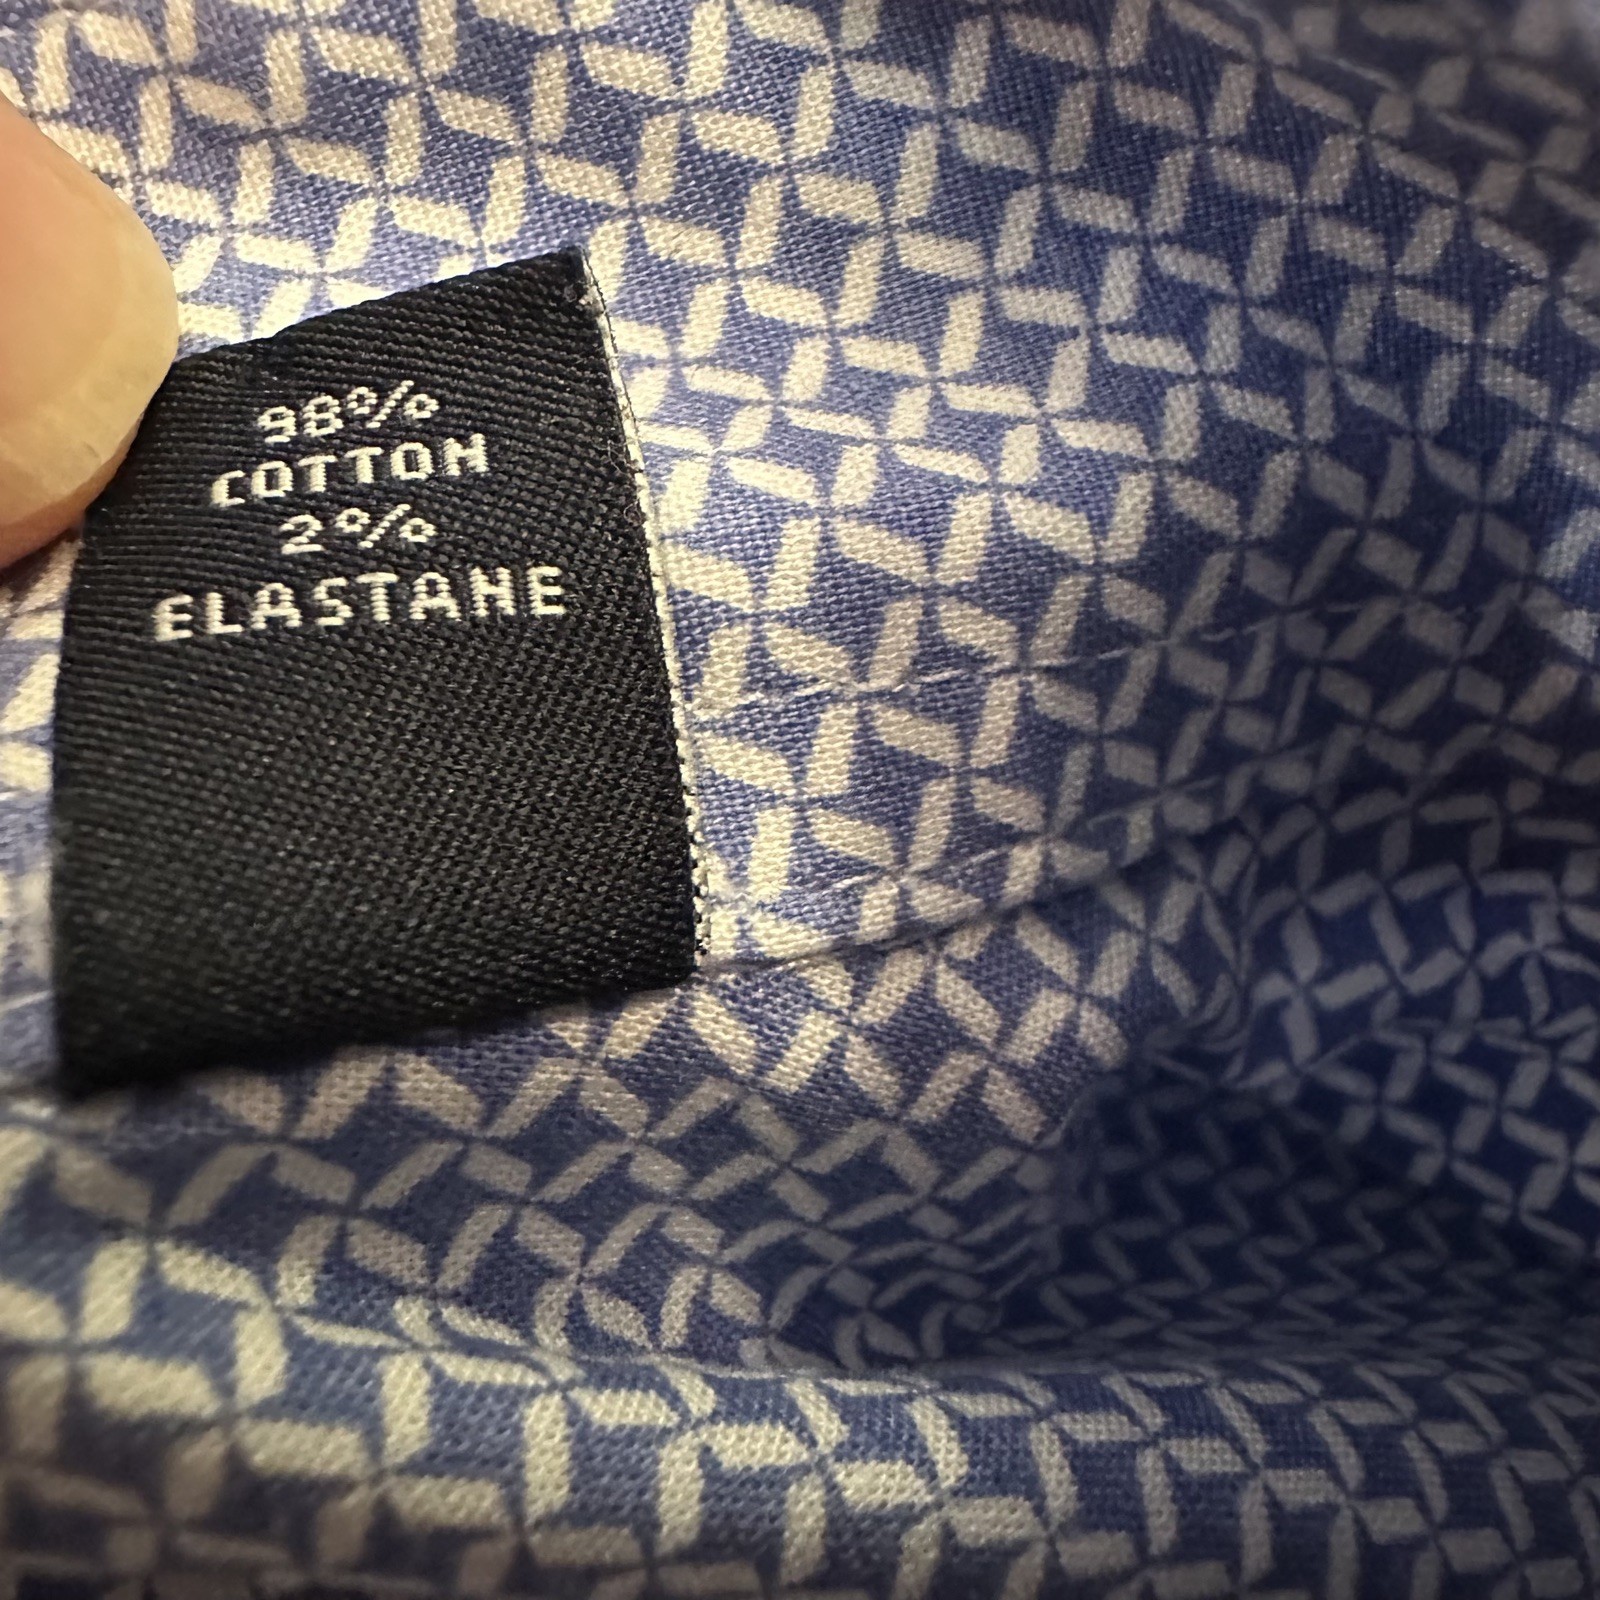 98%
COTTON
2%
ELASTANE